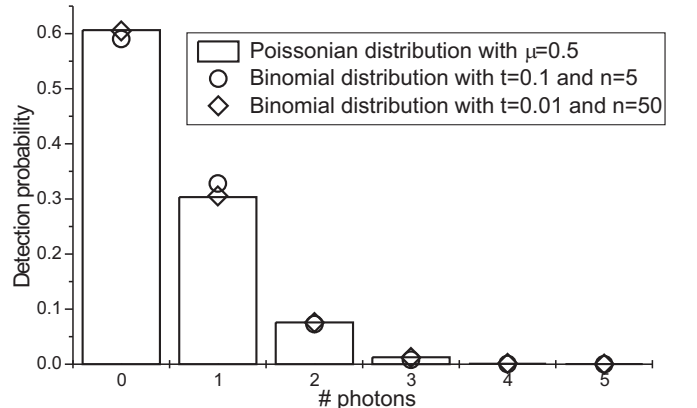 0.6
0.5
0.4
0.3
0.2
0.1
0.0
Detection probability
Poissonian distribution with μ=0.5
Binomial distribution with t=0.1 and n=5
Binomial distribution with t=0.01 and n=50
0 1 2 3 4 5
# photons